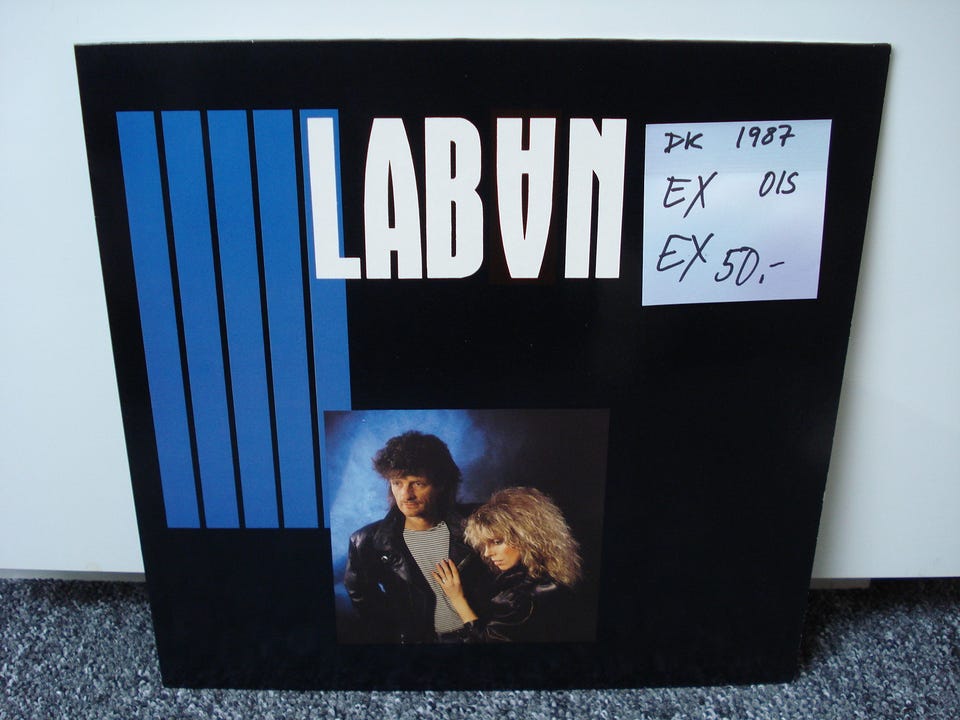 LABAN
DK 1987
EX OIS
EX 50,-